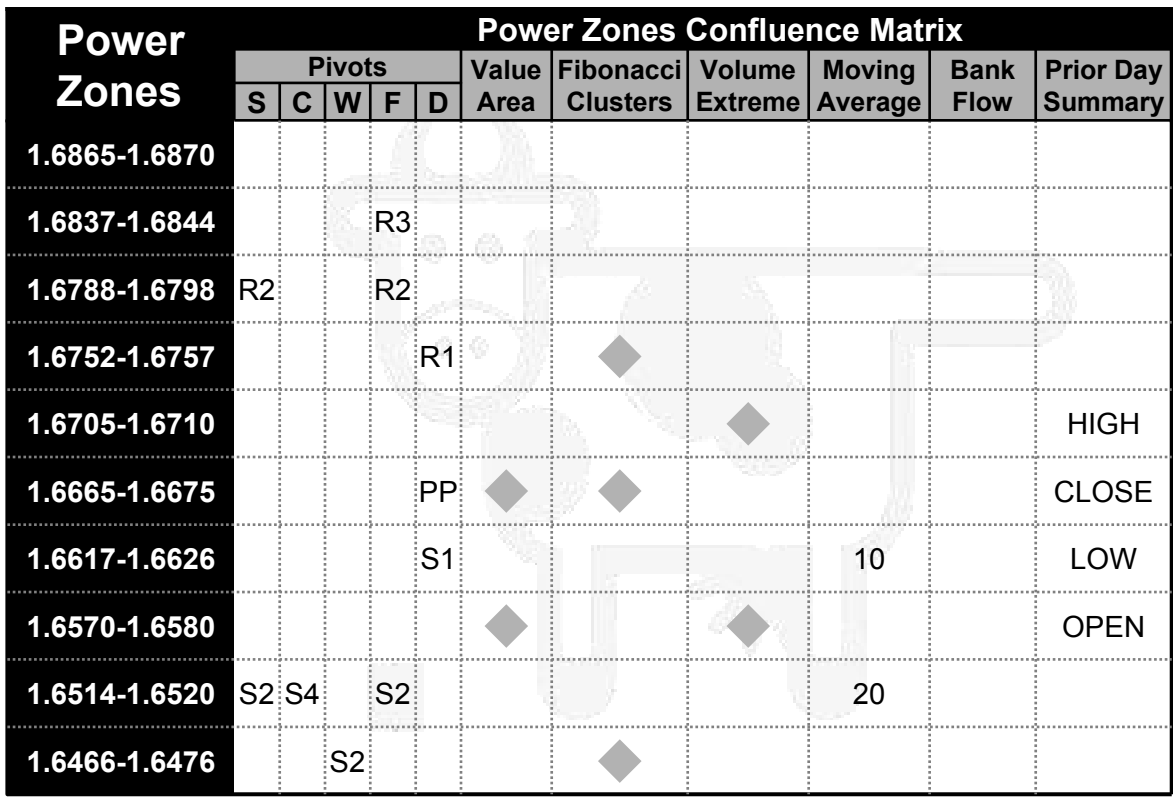 Power Zones
Power Zones Confluence Matrix
Pivots
S C W F D
Value Area
Fibonacci Clusters
Volume Extreme
Moving Average
Bank Flow
Prior Day Summary
1.6865-1.6870
1.6837-1.6844 R3
1.6788-1.6798 R2 R2
1.6752-1.6757 R1
1.6705-1.6710 HIGH
1.6665-1.6675 PP CLOSE
1.6617-1.6626 S1 10 LOW
1.6570-1.6580 OPEN
1.6514-1.6520 S2 S4 S2 20
1.6466-1.6476 S2